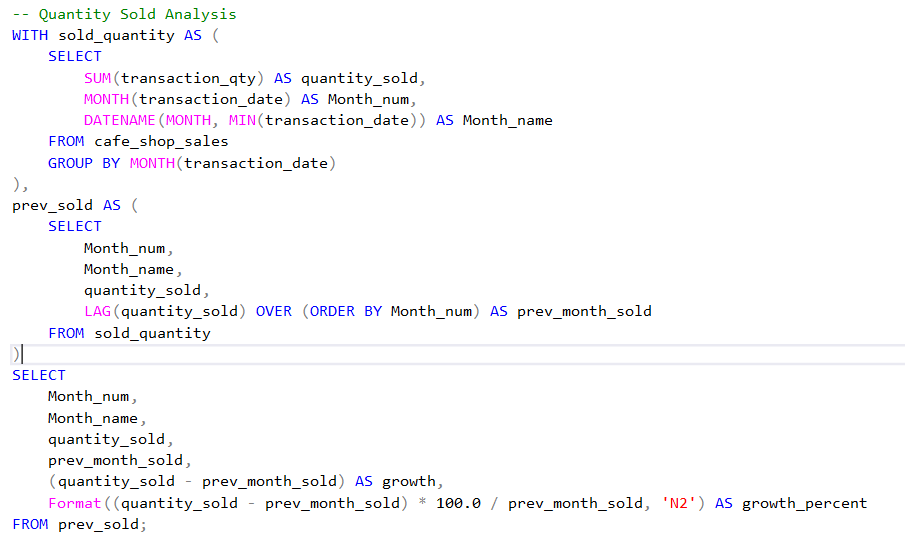 -- Quantity Sold Analysis
WITH sold_quantity AS (
    SELECT
        SUM(transaction_qty) AS quantity_sold,
        MONTH(transaction_date) AS Month_num,
        DATENAME(MONTH, MIN(transaction_date)) AS Month_name
    FROM cafe_shop_sales
    GROUP BY MONTH(transaction_date)
),
prev_sold AS (
    SELECT
        Month_num,
        Month_name,
        quantity_sold,
        LAG(quantity_sold) OVER (ORDER BY Month_num) AS prev_month_sold
    FROM sold_quantity
)
SELECT
    Month_num,
    Month_name,
    quantity_sold,
    prev_month_sold,
    (quantity_sold - prev_month_sold) AS growth,
    Format((quantity_sold - prev_month_sold) * 100.0 / prev_month_sold, 'N2') AS growth_percent
FROM prev_sold;